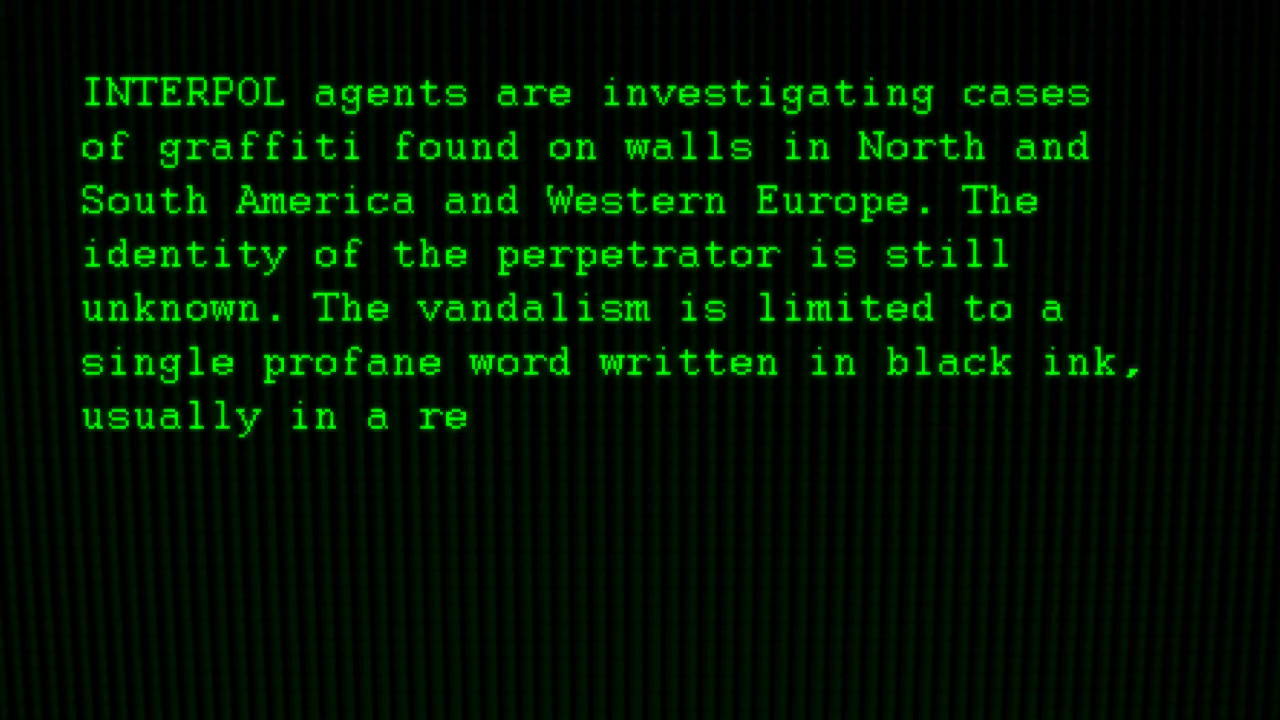 INTERPOL agents are investigating cases
of graffiti found on walls in North and
South America and Western Europe. The
identity of the perpetrator is still
unknown. The vandalism is limited to a
single profane word written in black ink,
usually in a re